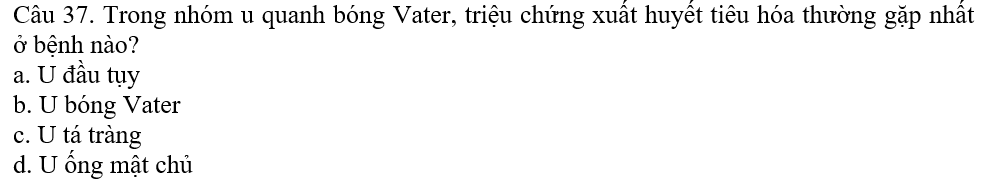 Câu 37. Trong nhóm u quanh bóng Vater, triệu chứng xuất huyết tiêu hóa thường gặp nhất
ở bệnh nào?
a. U đầu tụy
b. U bóng Vater
c. U tá tràng
d. U ống mật chủ